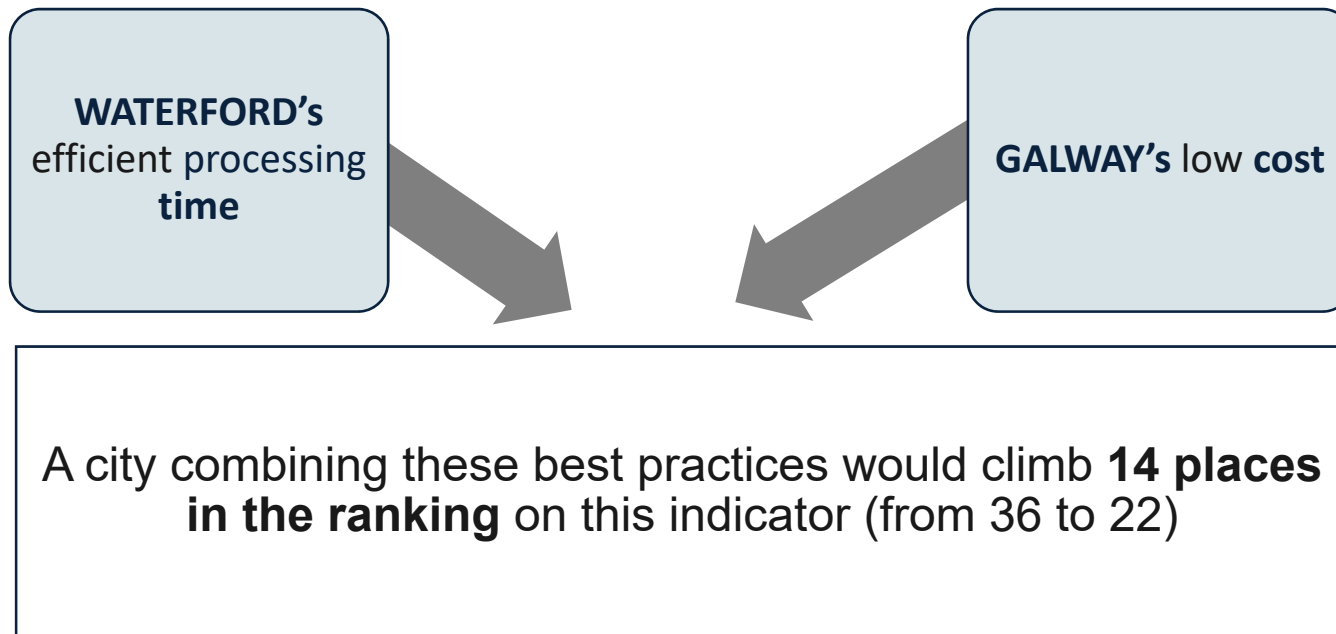 WATERFORD’s
efficient processing
time
GALWAY’s low cost
A city combining these best practices would climb 14 places
in the ranking on this indicator (from 36 to 22)